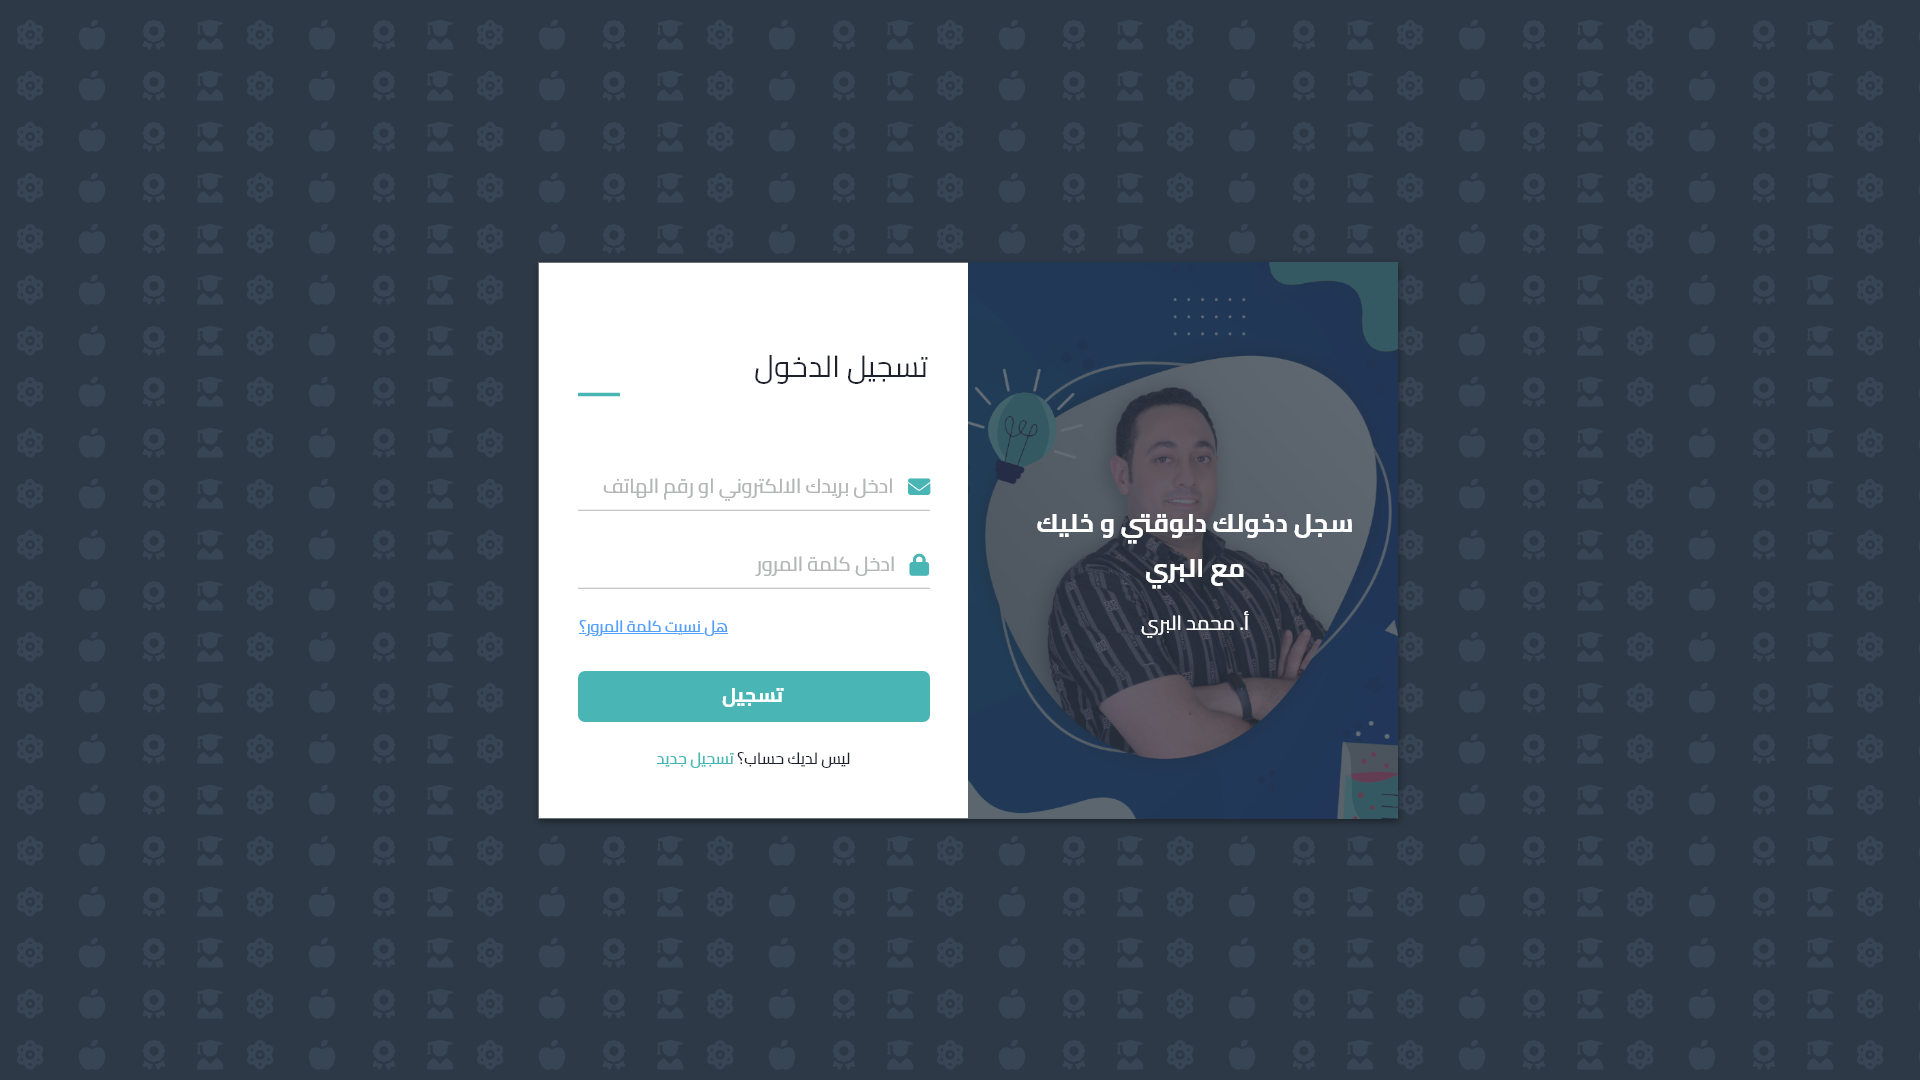 تسجيل الدخول
ادخل بريدك الالكتروني او رقم الهاتف
ادخل كلمة المرور
هل نسيت كلمة المرور؟
تسجيل
ليس لديك حساب؟ تسجيل جديد
سجل دخولك دلوقتي و خليك
مع البري
أ. محمد البري